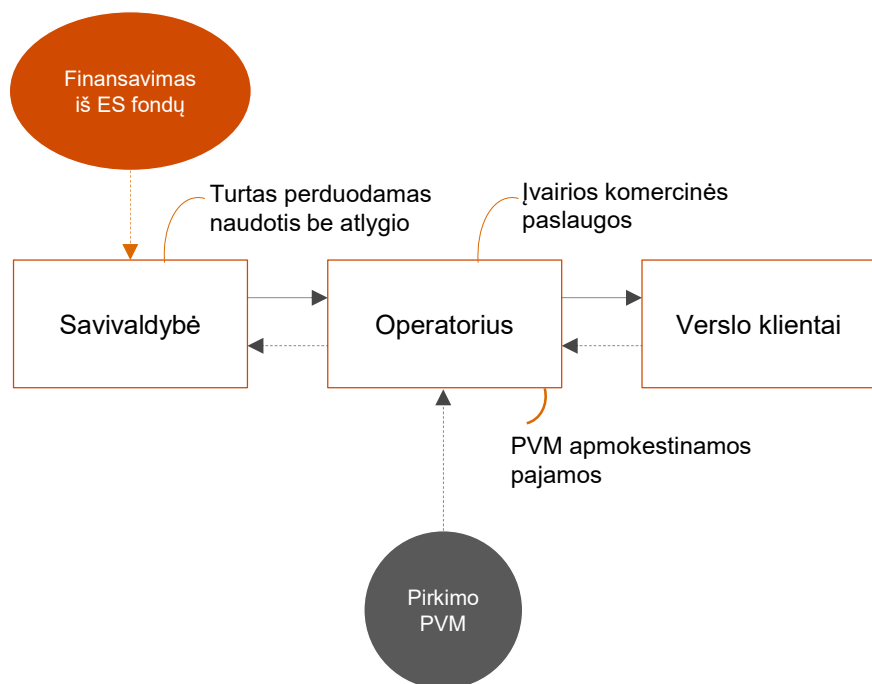 Finansavimas
iš ES fondų
Turtas perduodamas
naudotis be atlygio
Įvairios komercinės
paslaugos
Savivaldybė
Operatorius
Verslo klientai
PVM apmokestinamos
pajamos
Pirkimo
PVM